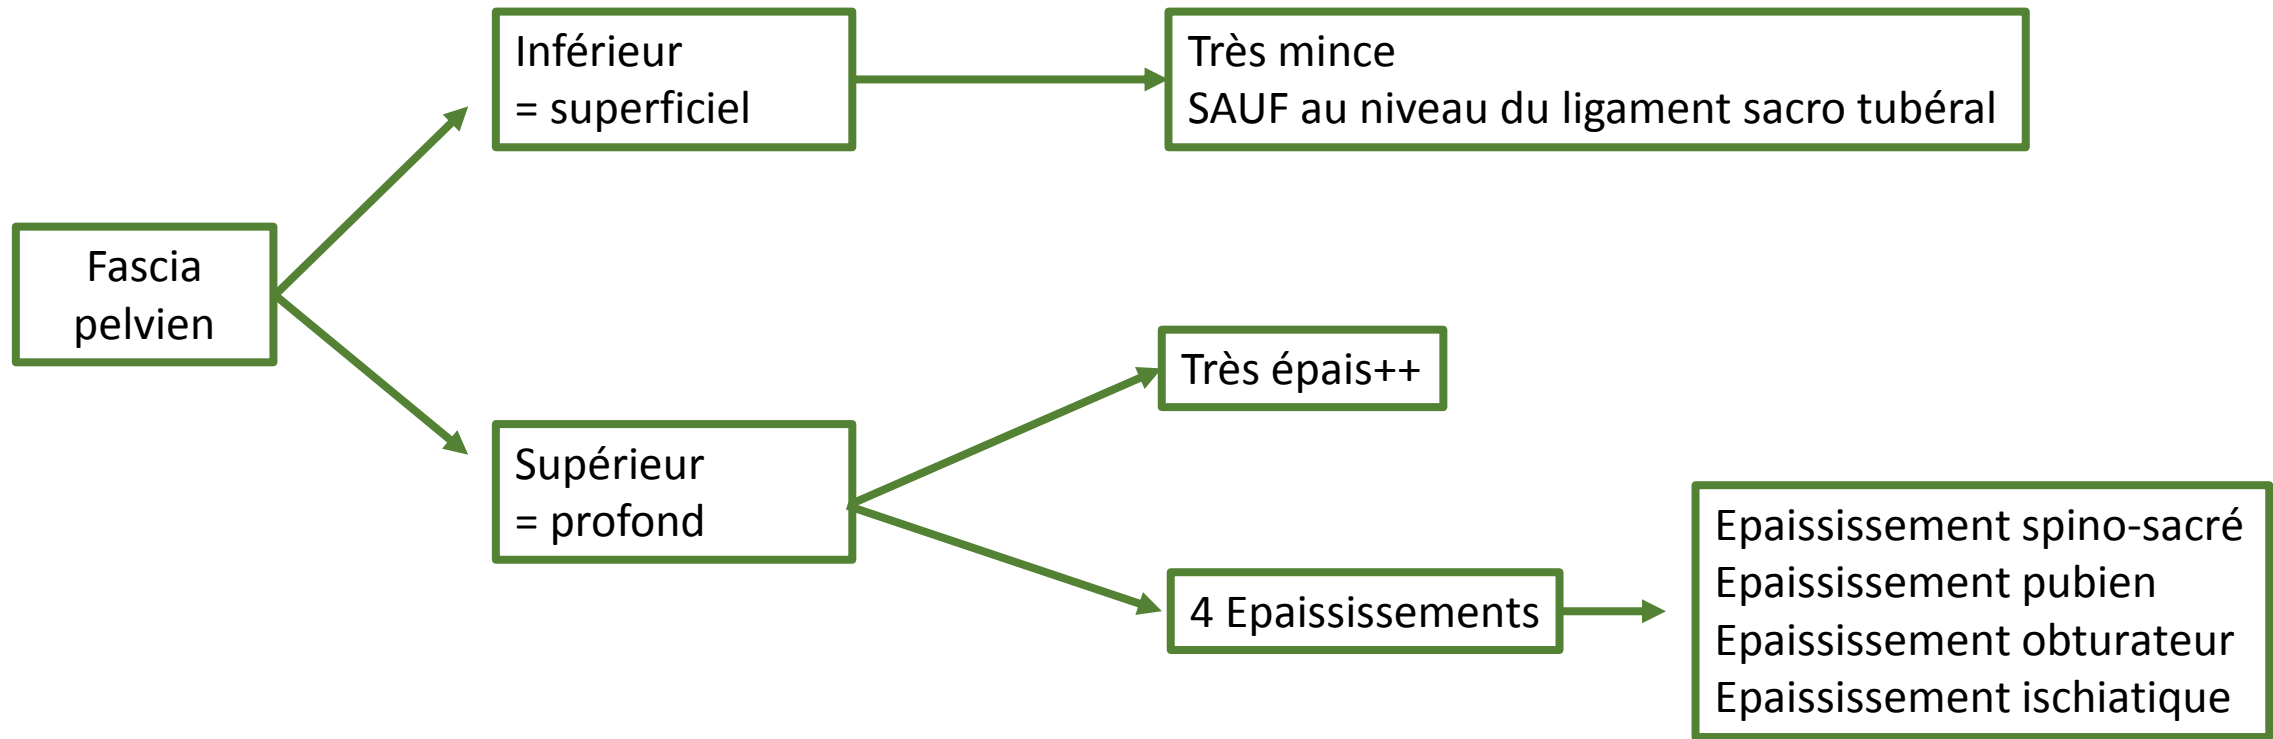 Inférieur
= superficiel
Très mince
SAUF au niveau du ligament sacro tubéral
Fascia
pelvien
Très épais++
Supérieur
= profond
4 Epaississements
Epaississement spino-sacré
Epaississement pubien
Epaississement obturateur
Epaississement ischiatique